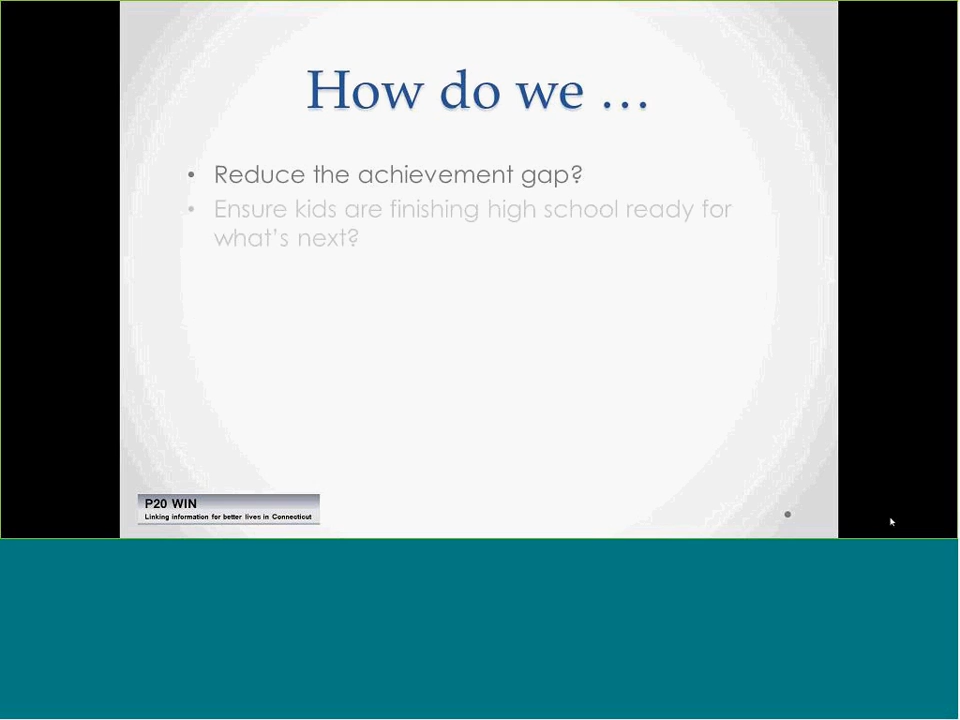 How do we …
• Reduce the achievement gap?
• Ensure kids are finishing high school ready for
what's next?
P20 WIN
Linking information for better lives in Connecticut